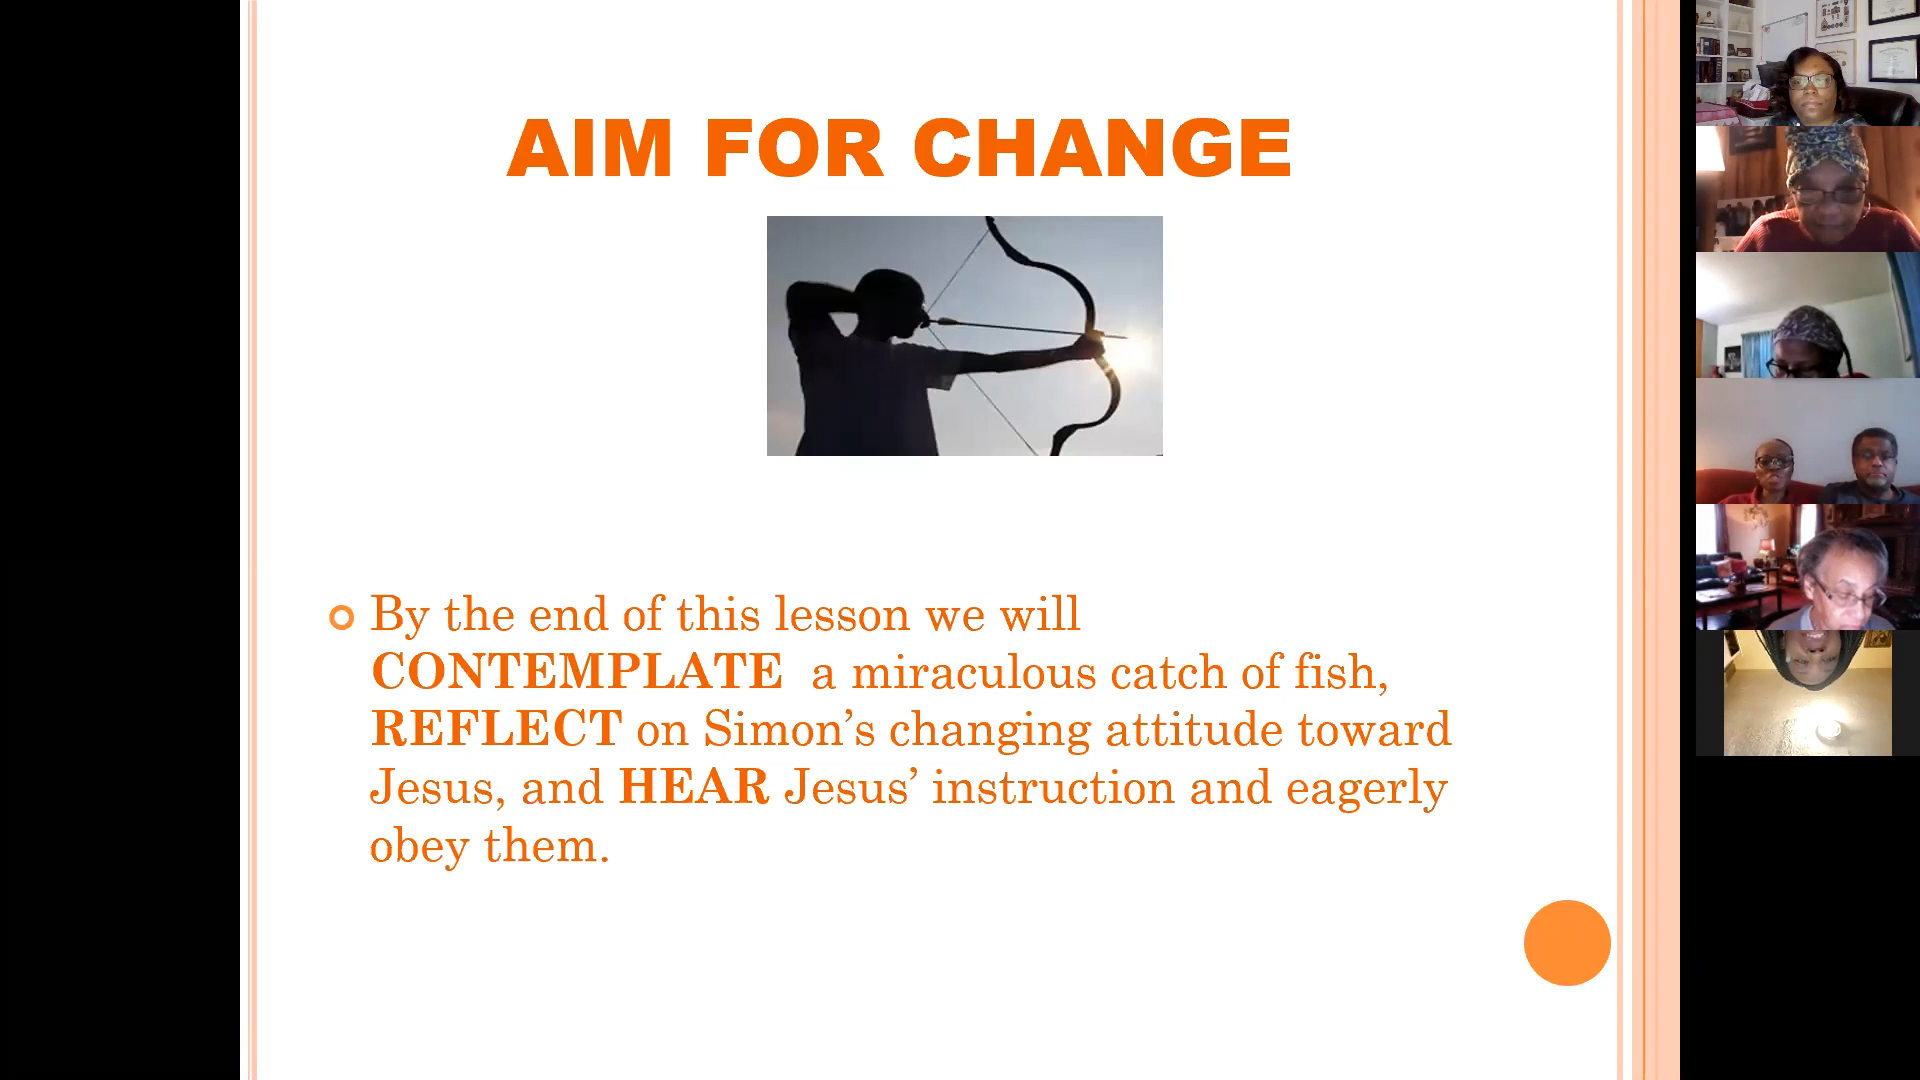 AIM FOR CHANGE
By the end of this lesson we will
CONTEMPLATE a miraculous catch of fish,
REFLECT on Simon’s changing attitude toward
Jesus, and HEAR Jesus’ instruction and eagerly
obey them.